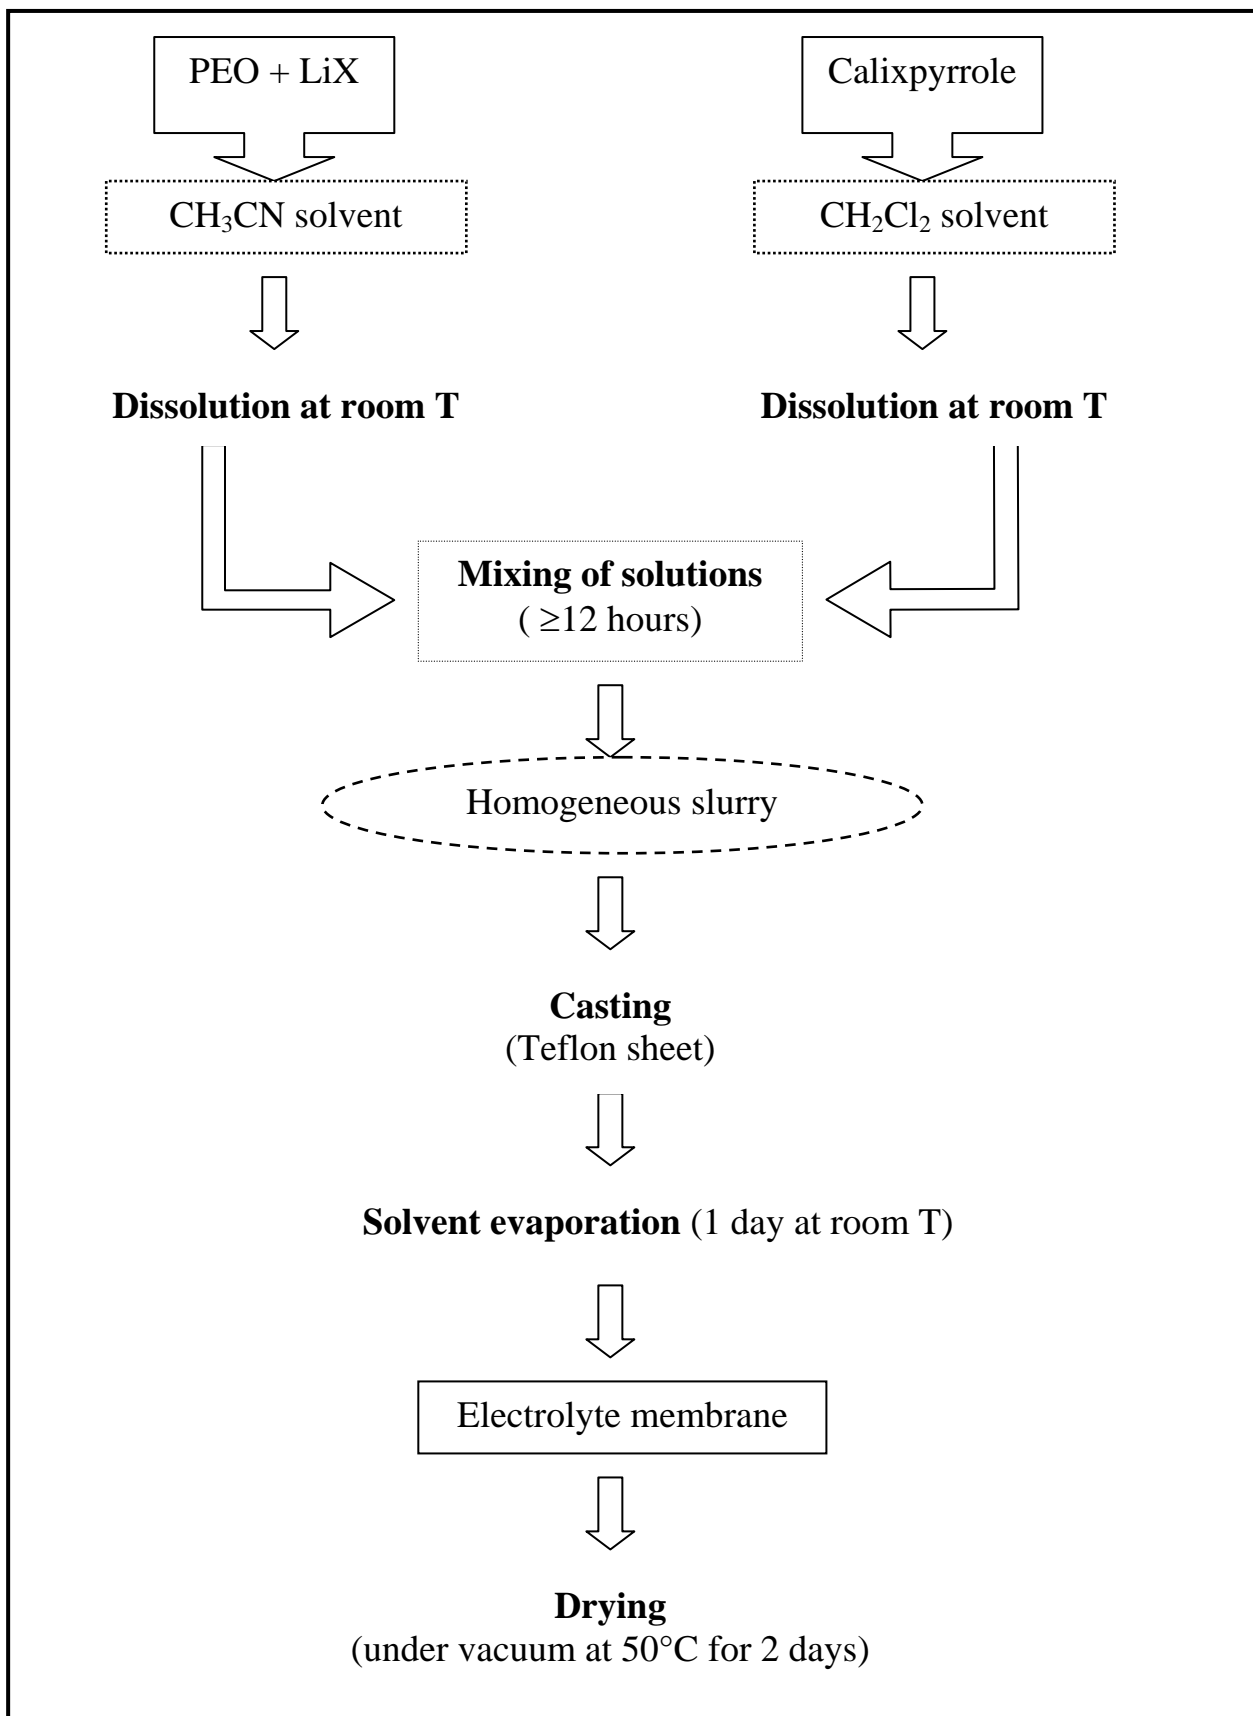 PEO + LiX
Calixpyrrole
CH₃CN solvent
CH₂Cl₂ solvent
Dissolution at room T
Dissolution at room T
Mixing of solutions
( ≥12 hours)
Homogeneous slurry
Casting
(Teflon sheet)
Solvent evaporation (1 day at room T)
Electrolyte membrane
Drying
(under vacuum at 50°C for 2 days)